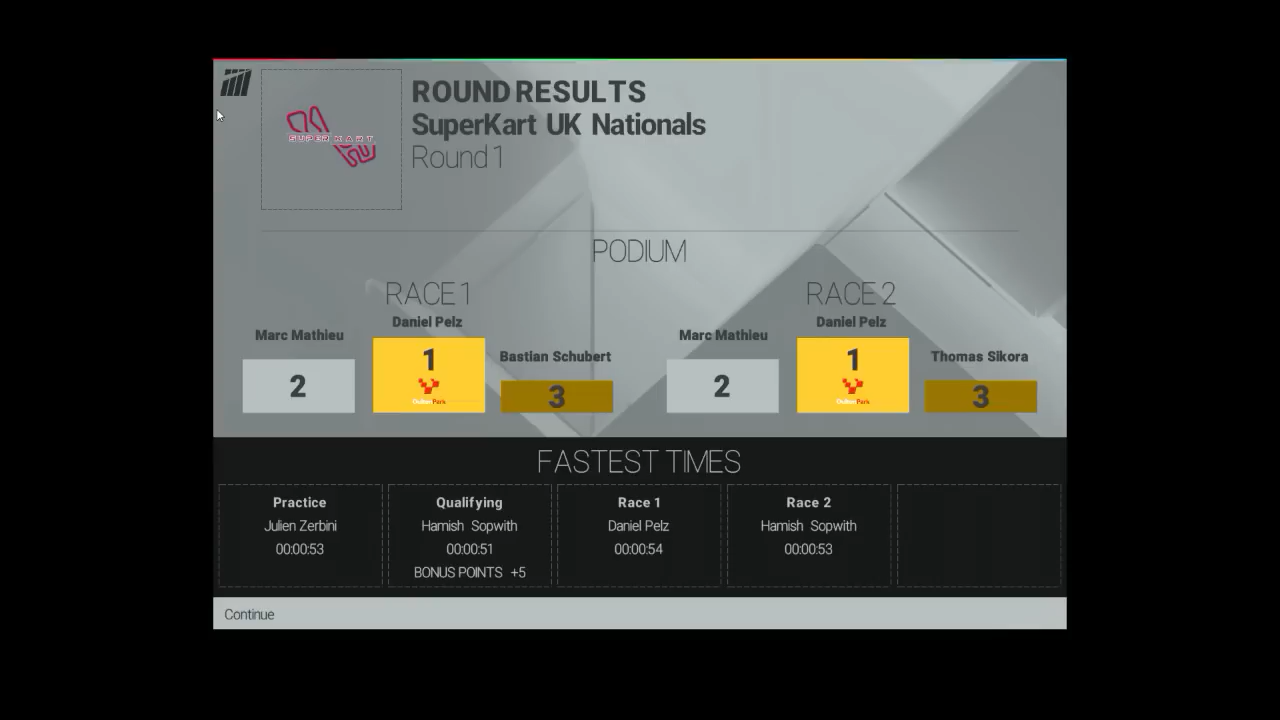 ROUND RESULTS
SuperKart UK Nationals
Round 1
SUPER KART
PODIUM
RACE 1
Daniel Pelz
Marc Mathieu
Bastian Schubert
1
2
3
OultonPark
RACE 2
Daniel Pelz
Marc Mathieu
Thomas Sikora
1
2
3
OultonPark
FASTEST TIMES
Practice
Julien Zerbini
00:00:53
Qualifying
Hamish Sopwith
00:00:51
BONUS POINTS +5
Race 1
Daniel Pelz
00:00:54
Race 2
Hamish Sopwith
00:00:53
Continue